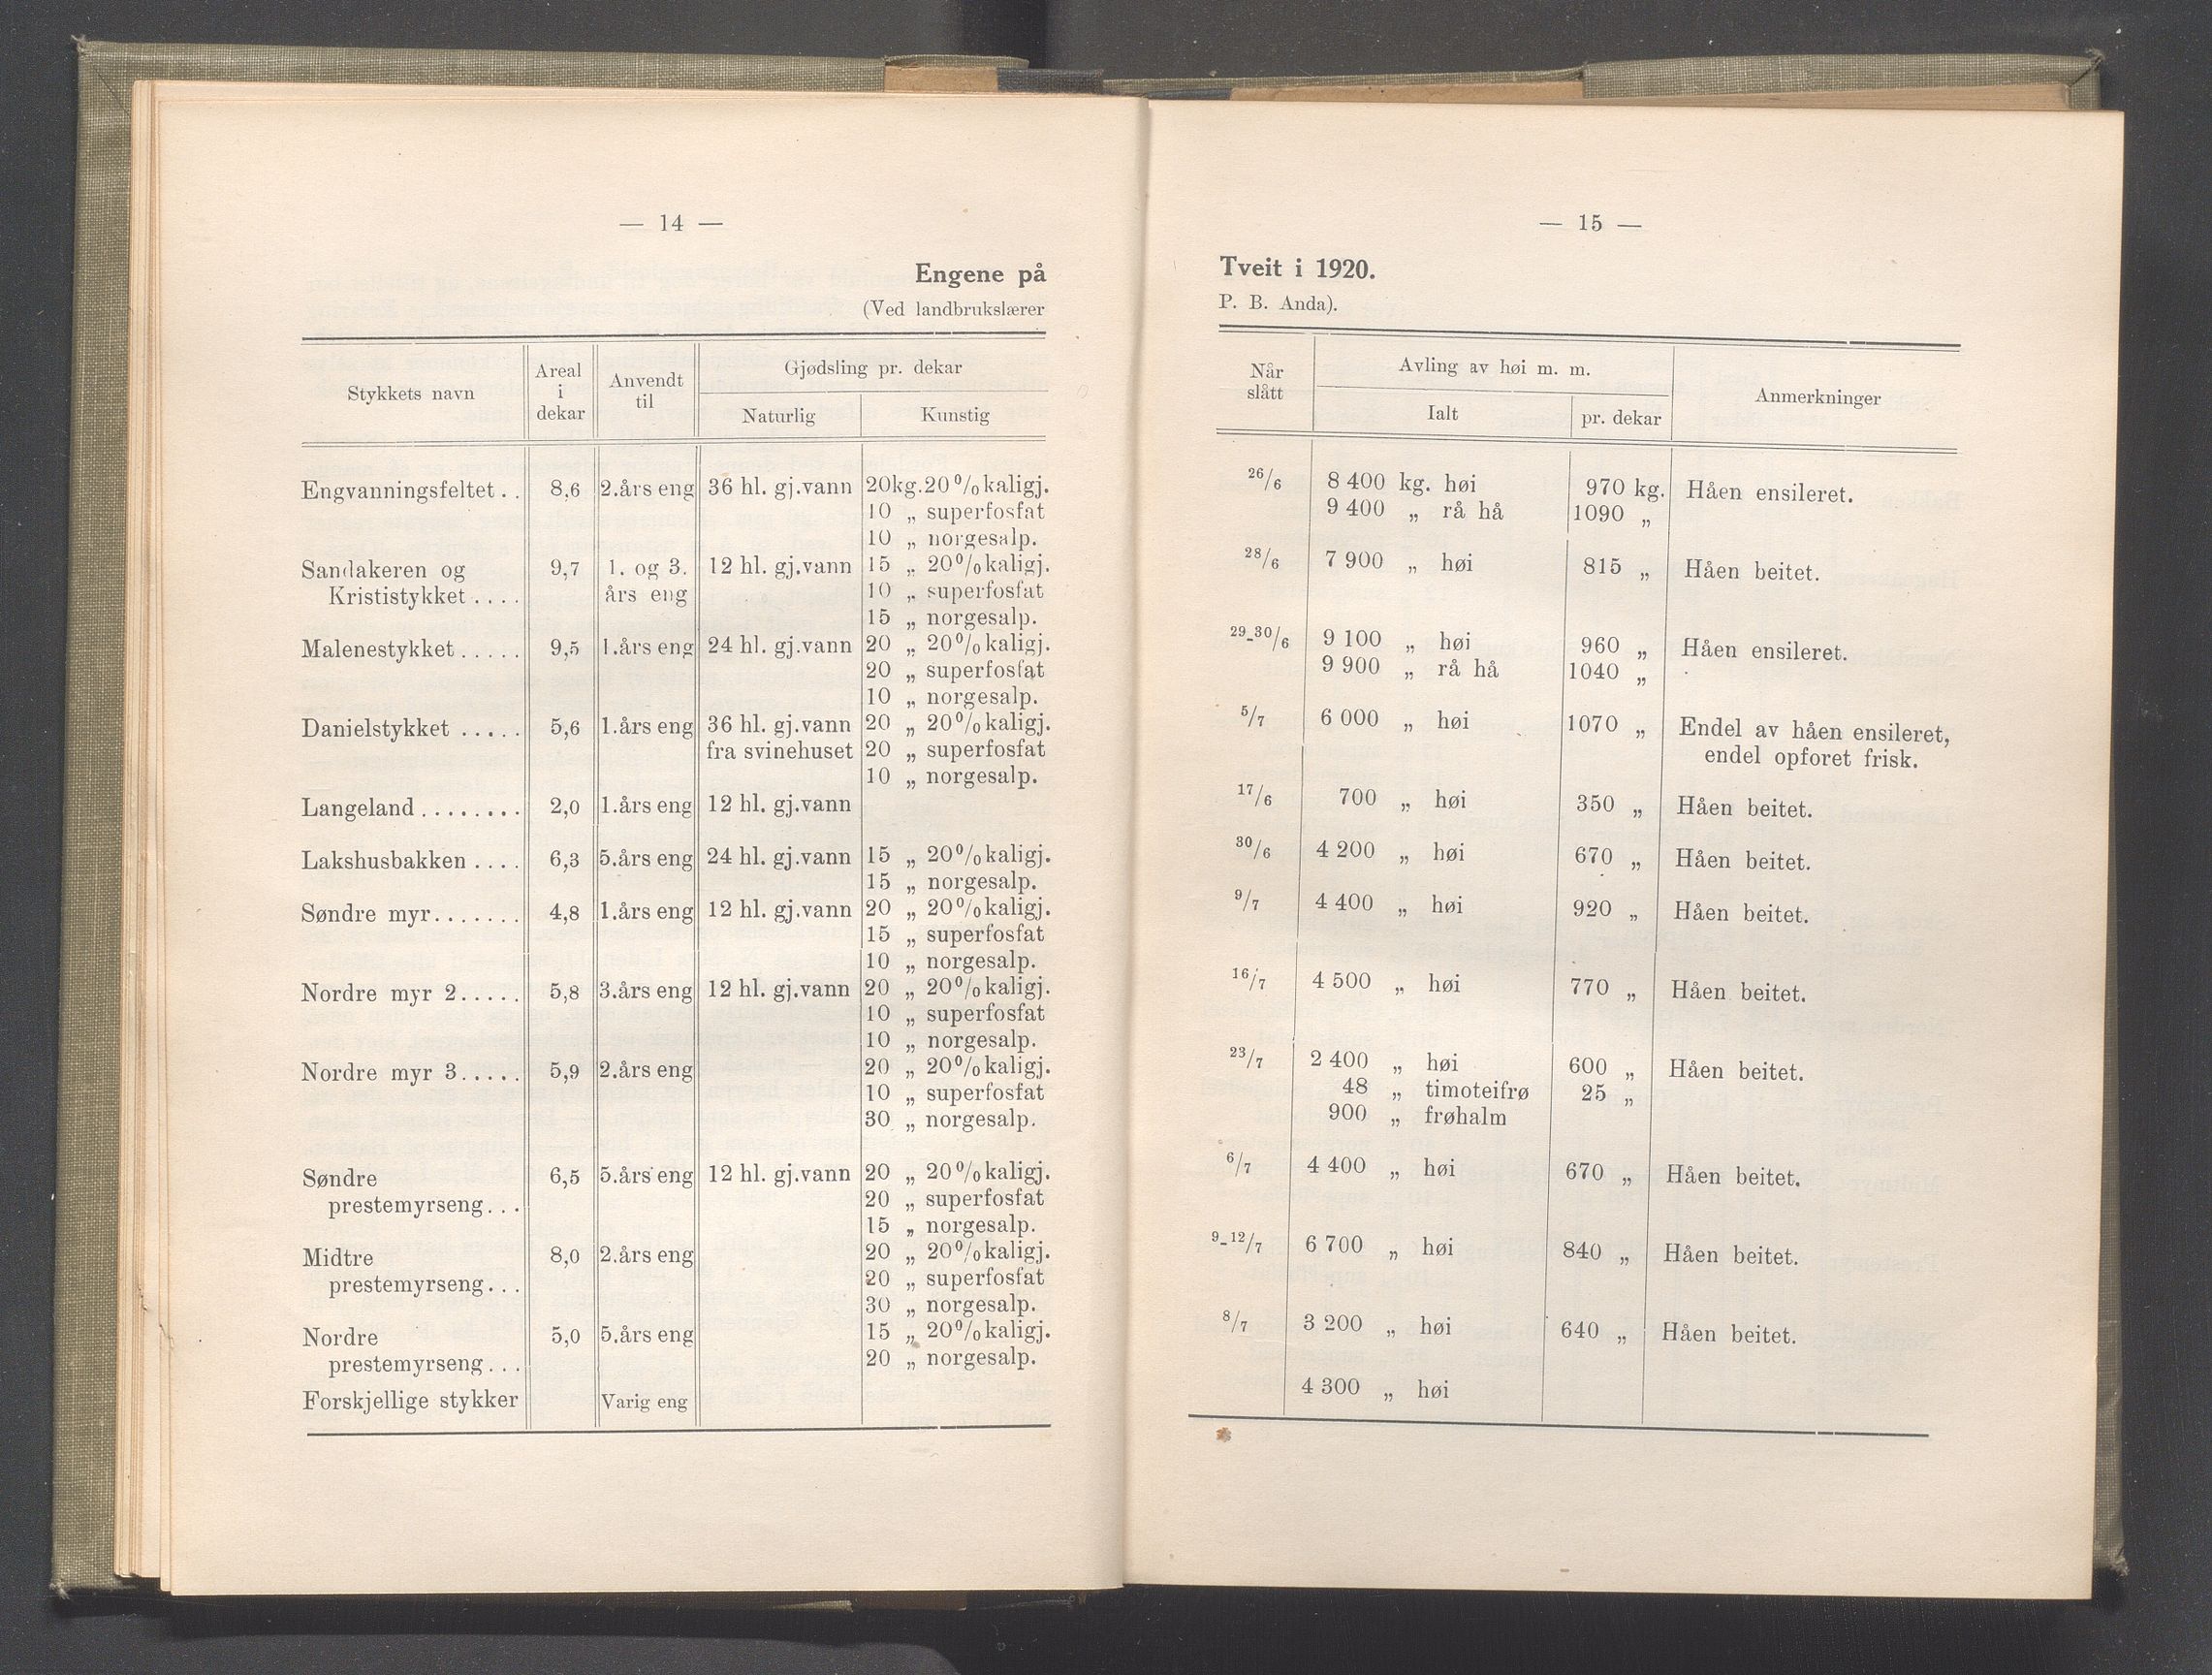 — 14 —
Engene på
(Ved landbrukslærer
Stykkets navn | Areal i dekar | Anvendt til | Gjødsling pr. dekar
Naturlig | Kunstig
Engvanningsfeltet . . 8,6 2.års eng 36 hl. gj.vann 20kg.20 % kaligj.
10 „ superfosfat
10 „ norgesalp.
Sandakeren og 9,7 1. og 3. 12 hl. gj.vann 15 „ 20% kaligj.
Krististykket . . . . års eng 10 „ superfosfat
15 „ norgesalp.
Malenestykket . . . . . 9,5 1.års eng 24 hl. gj.vann 20 „ 20% kaligj.
20 „ superfosfat
10 „ norgesalp.
Danielstykket . . . . . 5,6 1.års eng 36 hl. gj.vann 20 „ 20% kaligj.
fra svinehuset 20 „ superfosfat
10 „ norgesalp.
Langeland . . . . . . . . 2,0 1.års eng 12 hl. gj.vann
Lakshusbakken . . . . 6,3 5.års eng 24 hl. gj.vann 15 „ 20% kaligj.
15 „ norgesalp.
Søndre myr . . . . . . . 4,8 1.års eng 12 hl. gj.vann 20 „ 20% kaligj.
15 „ superfosfat
10 „ norgesalp.
Nordre myr 2 . . . . . 5,8 3.års eng 12 hl. gj.vann 20 „ 20% kaligj.
10 „ superfosfat
10 „ norgesalp.
Nordre myr 3 . . . . . 5,9 2.års eng 20 „ 20% kaligj.
10 „ superfosfat
30 „ norgesalp.
Søndre 6,5 5.års eng 12 hl. gj.vann 20 „ 20% kaligj.
prestemyrseng . . . 20 „ superfosfat
15 „ norgesalp.
Midtre 8,0 2.års eng 20 „ 20% kaligj.
prestemyrseng . . . 20 „ superfosfat
30 „ norgesalp.
Nordre 5,0 5.års eng 15 „ 20% kaligj.
prestemyrseng . . . 20 „ norgesalp.
Forskjellige stykker Varig eng
— 15 —
Tveit i 1920.
P. B. Anda).
Når slått | Avling av høi m. m. | Anmerkninger
Ialt | pr. dekar
26/6 8 400 kg. høi 970 kg. Håen ensileret.
9 400 „ rå hå 1090 „
28/6 7 900 „ høi 815 „ Håen beitet.
29-30/6 9 100 „ høi 960 „ Håen ensileret.
9 900 „ rå hå 1040 „
5/7 6 000 „ høi 1070 „ Endel av håen ensileret,
endel opforet frisk.
17/6 700 „ høi 350 „ Håen beitet.
30/6 4 200 „ høi 670 „ Håen beitet.
9/7 4 400 „ høi 920 „ Håen beitet.
16/7 4 500 „ høi 770 „ Håen beitet.
23/7 2 400 „ høi 600 „ Håen beitet.
48 „ timoteifrø 25 „
900 „ frøhalm
6/7 4 400 „ høi 670 „ Håen beitet.
9-12/7 6 700 „ høi 840 „ Håen beitet.
8/7 3 200 „ høi 640 „ Håen beitet.
4 300 „ høi